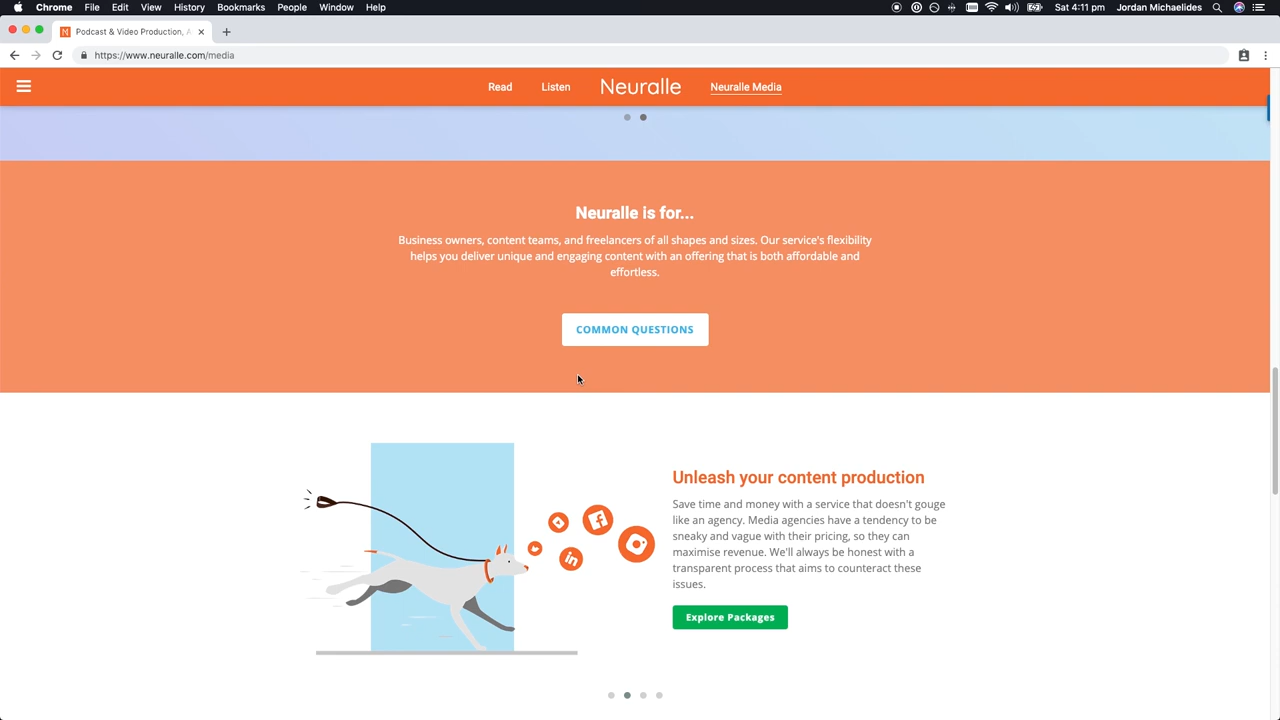 Chrome File Edit View History Bookmarks People Window Help Sat 4:11 pm Jordan Michaelides
Podcast & Video Production, A
https://www.neuralle.com/media
Read Listen Neuralle Neuralle Media
Neuralle is for...
Business owners, content teams, and freelancers of all shapes and sizes. Our service's flexibility
helps you deliver unique and engaging content with an offering that is both affordable and
effortless.
COMMON QUESTIONS
Unleash your content production
Save time and money with a service that doesn't gouge
like an agency. Media agencies have a tendency to be
sneaky and vague with their pricing, so they can
maximise revenue. We'll always be honest with a
transparent process that aims to counteract these
issues.
Explore Packages